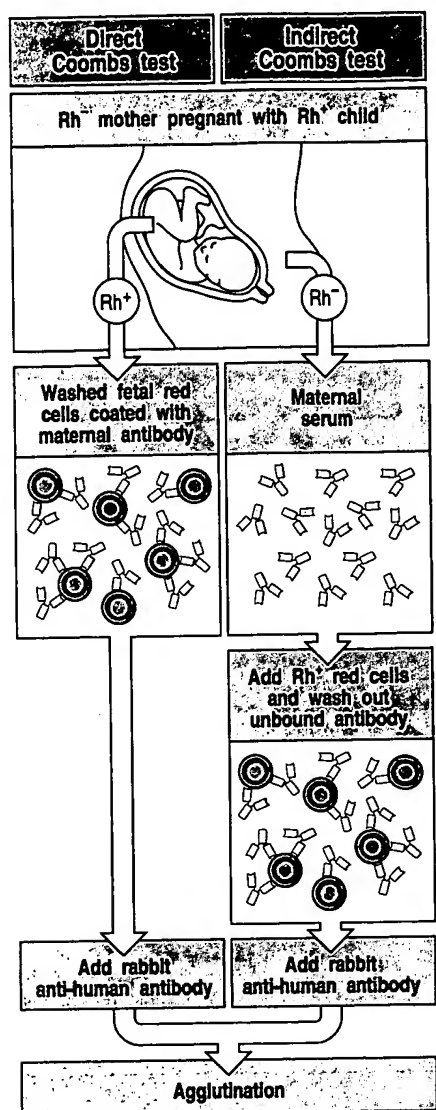 Direct
Coombs test
Indirect
Coombs test
Rh⁻ mother pregnant with Rh⁺ child
Rh⁺
Rh⁻
Washed fetal red
cells, coated with
maternal antibody
Maternal
serum
Add Rh⁺ red cells
and wash out
unbound antibody
Add rabbit
anti-human antibody
Add rabbit
anti-human antibody
Agglutination